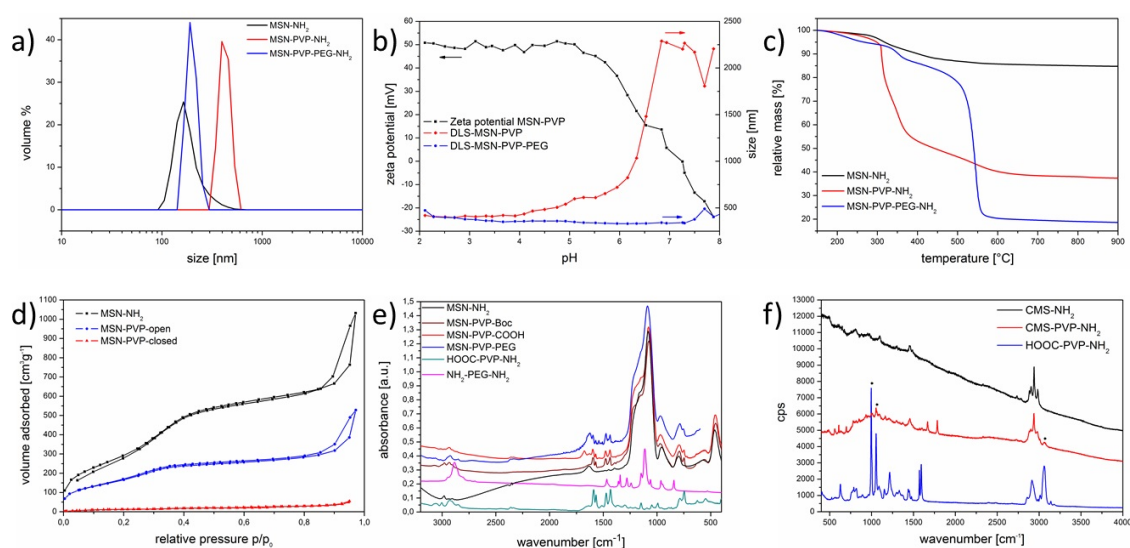 a)
volume %
40
30
20
10
0
10
100
1000
10000
size [nm]
MSN-NH₂
MSN-PVP-NH₂
MSN-PVP-PEG-NH₂
b)
zeta potential [mV]
60
50
40
30
20
10
0
-10
-20
-30
2
3
4
5
6
7
8
pH
2500
2000
1500
1000
500
0
size [nm]
Zeta potential MSN-PVP
DLS-MSN-PVP
DLS-MSN-PVP-PEG
c)
relative mass [%]
100
90
80
70
60
50
40
30
20
200
300
400
500
600
700
800
900
temperature [°C]
MSN-NH₂
MSN-PVP-NH₂
MSN-PVP-PEG-NH₂
d)
volume adsorbed [cm³g⁻¹]
1100
1000
900
800
700
600
500
400
300
200
100
0
0.0
0.2
0.4
0.6
0.8
1.0
relative pressure p/p₀
MSN-NH₂
MSN-PVP-open
MSN-PVP-closed
e)
absorbance [a.u.]
1,5
1,4
1,3
1,2
1,1
1,0
0,9
0,8
0,7
0,6
0,5
0,4
0,3
0,2
0,1
0,0
3000
2500
2000
1500
1000
500
wavenumber [cm⁻¹]
MSN-NH₂
MSN-PVP-Boc
MSN-PVP-COOH
MSN-PVP-PEG
HOOC-PVP-NH₂
NH₂-PEG-NH₂
f)
cps
13000
12000
11000
10000
9000
8000
7000
6000
5000
4000
3000
2000
1000
0
500
1000
1500
2000
2500
3000
3500
4000
wavenumber [cm⁻¹]
CMS-NH₂
CMS-PVP-NH₂
HOOC-PVP-NH₂